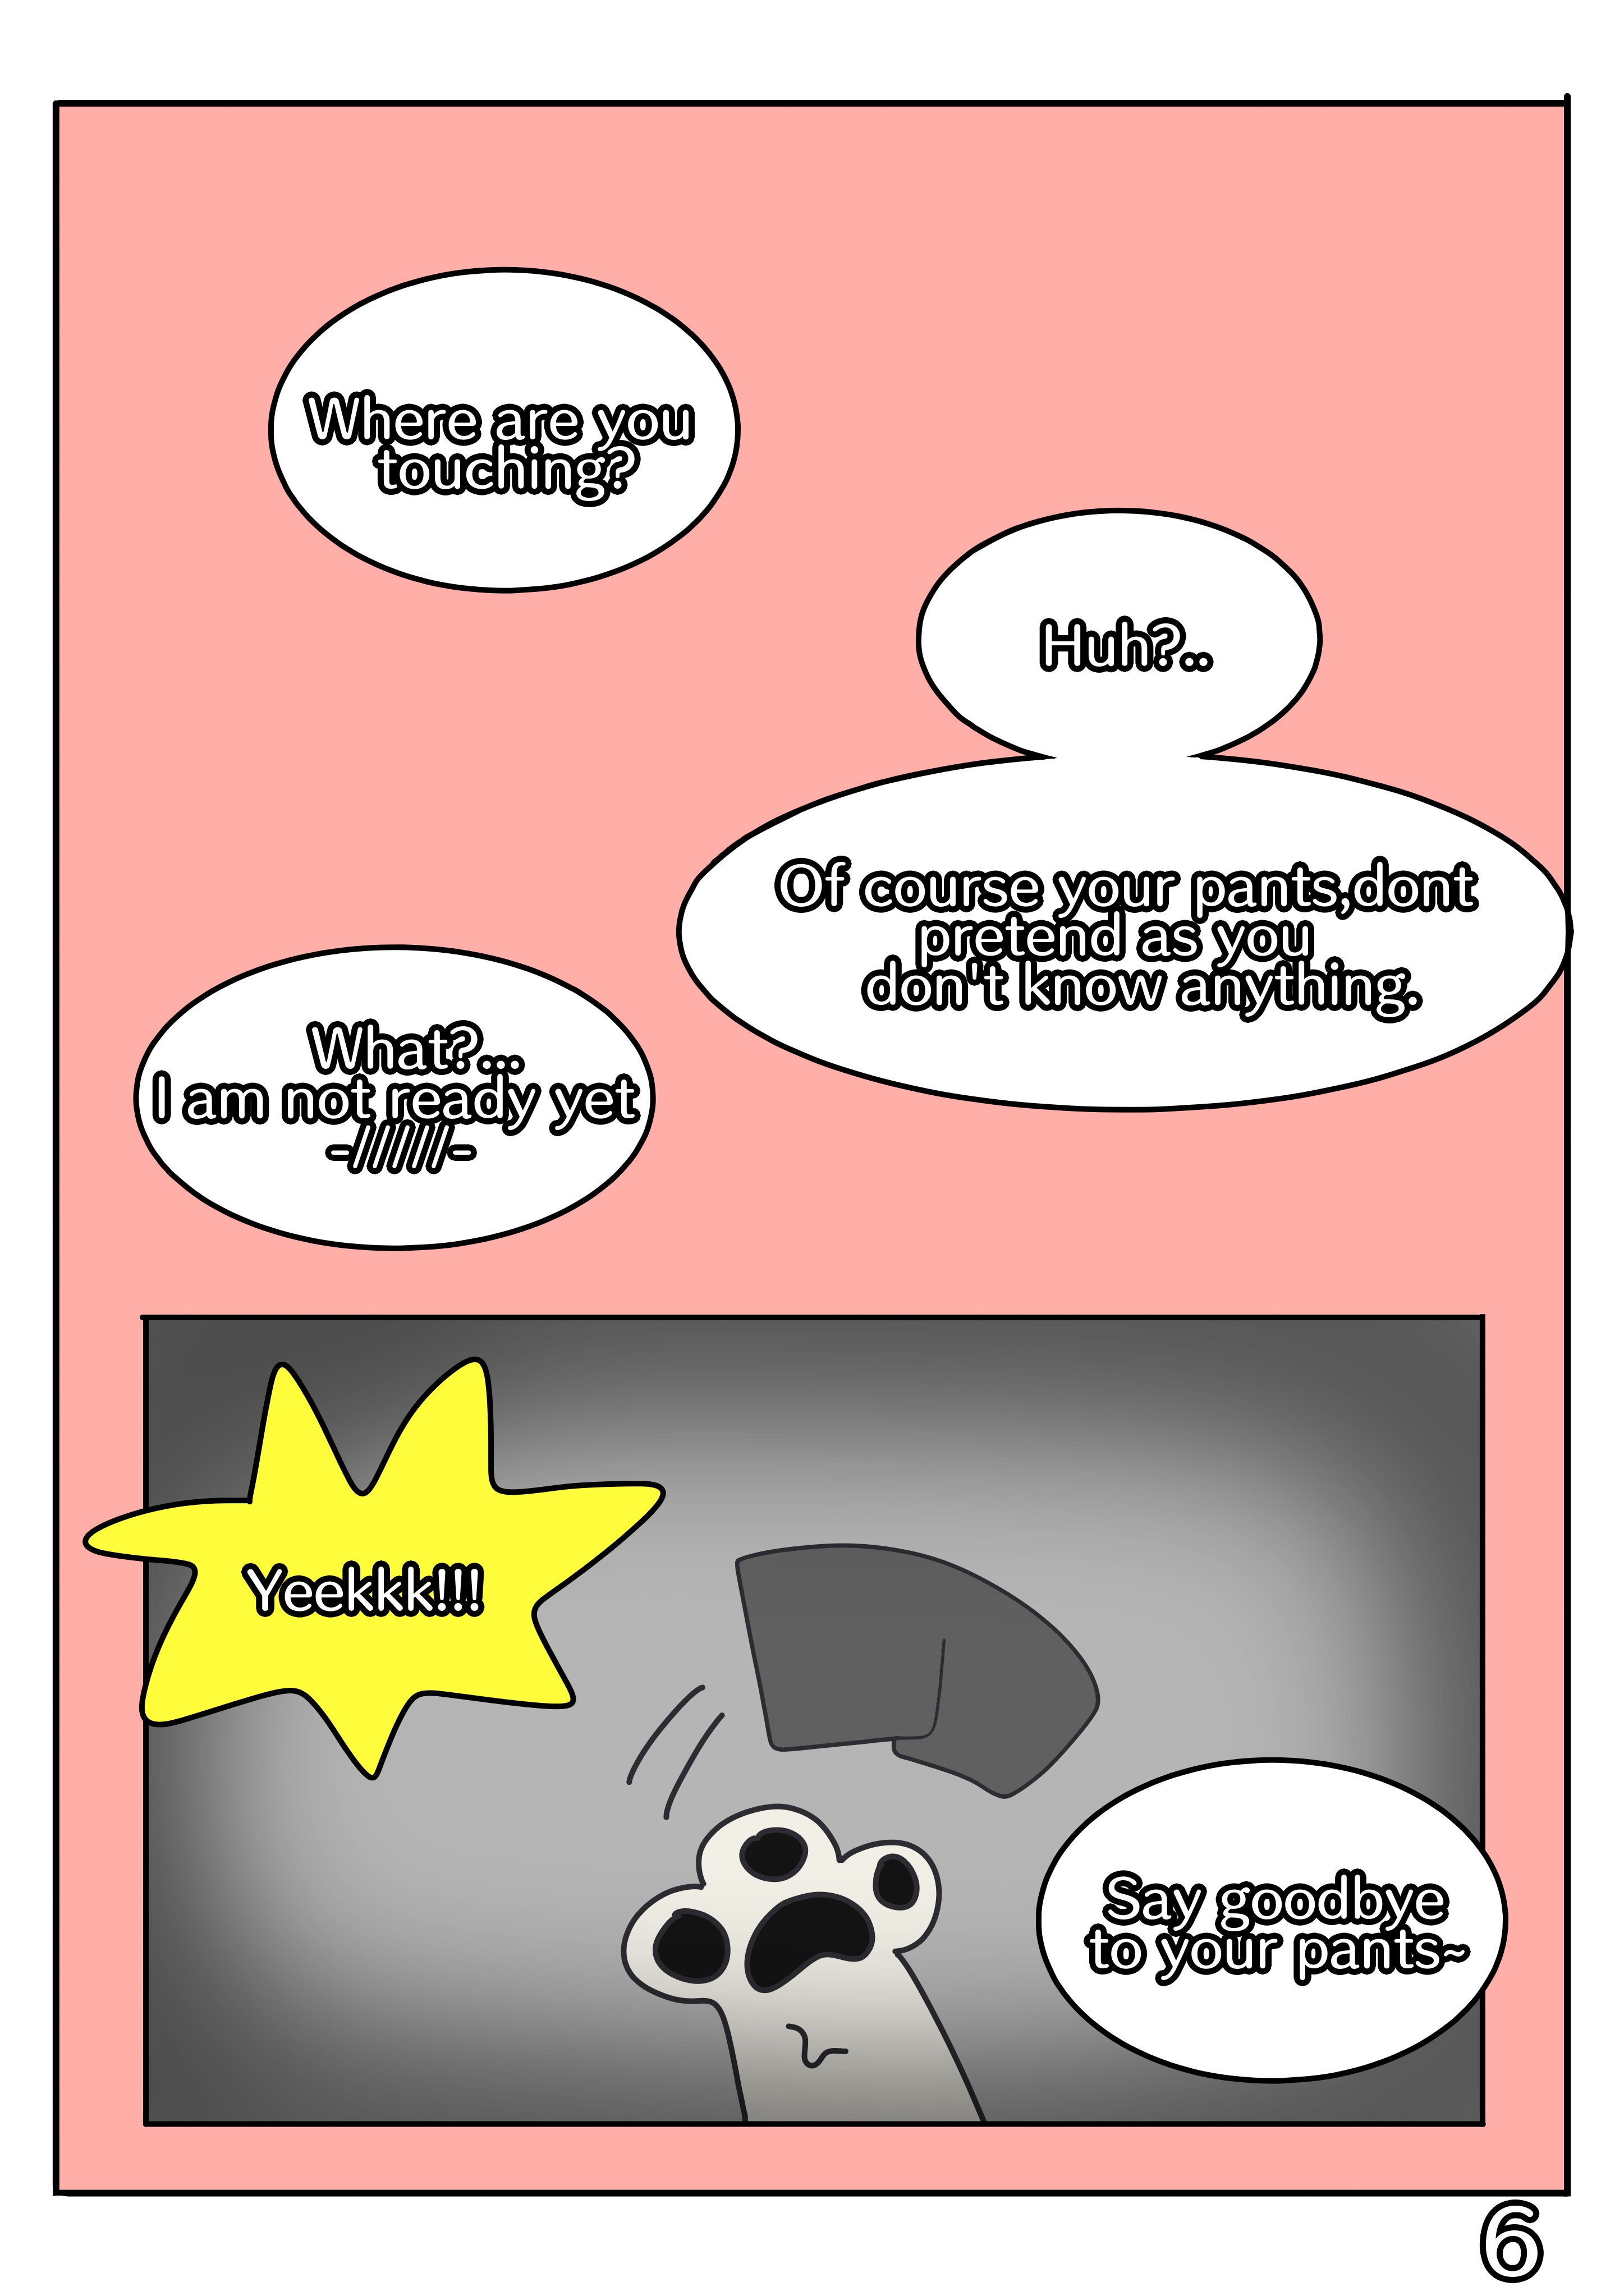 Where are you
touching?
Huh?..
Of course your pants,dont
pretend as you
don't know anything.
What?...
I am not ready yet
-/////-
Yeekkk!!!
Say goodbye
to your pants~
6